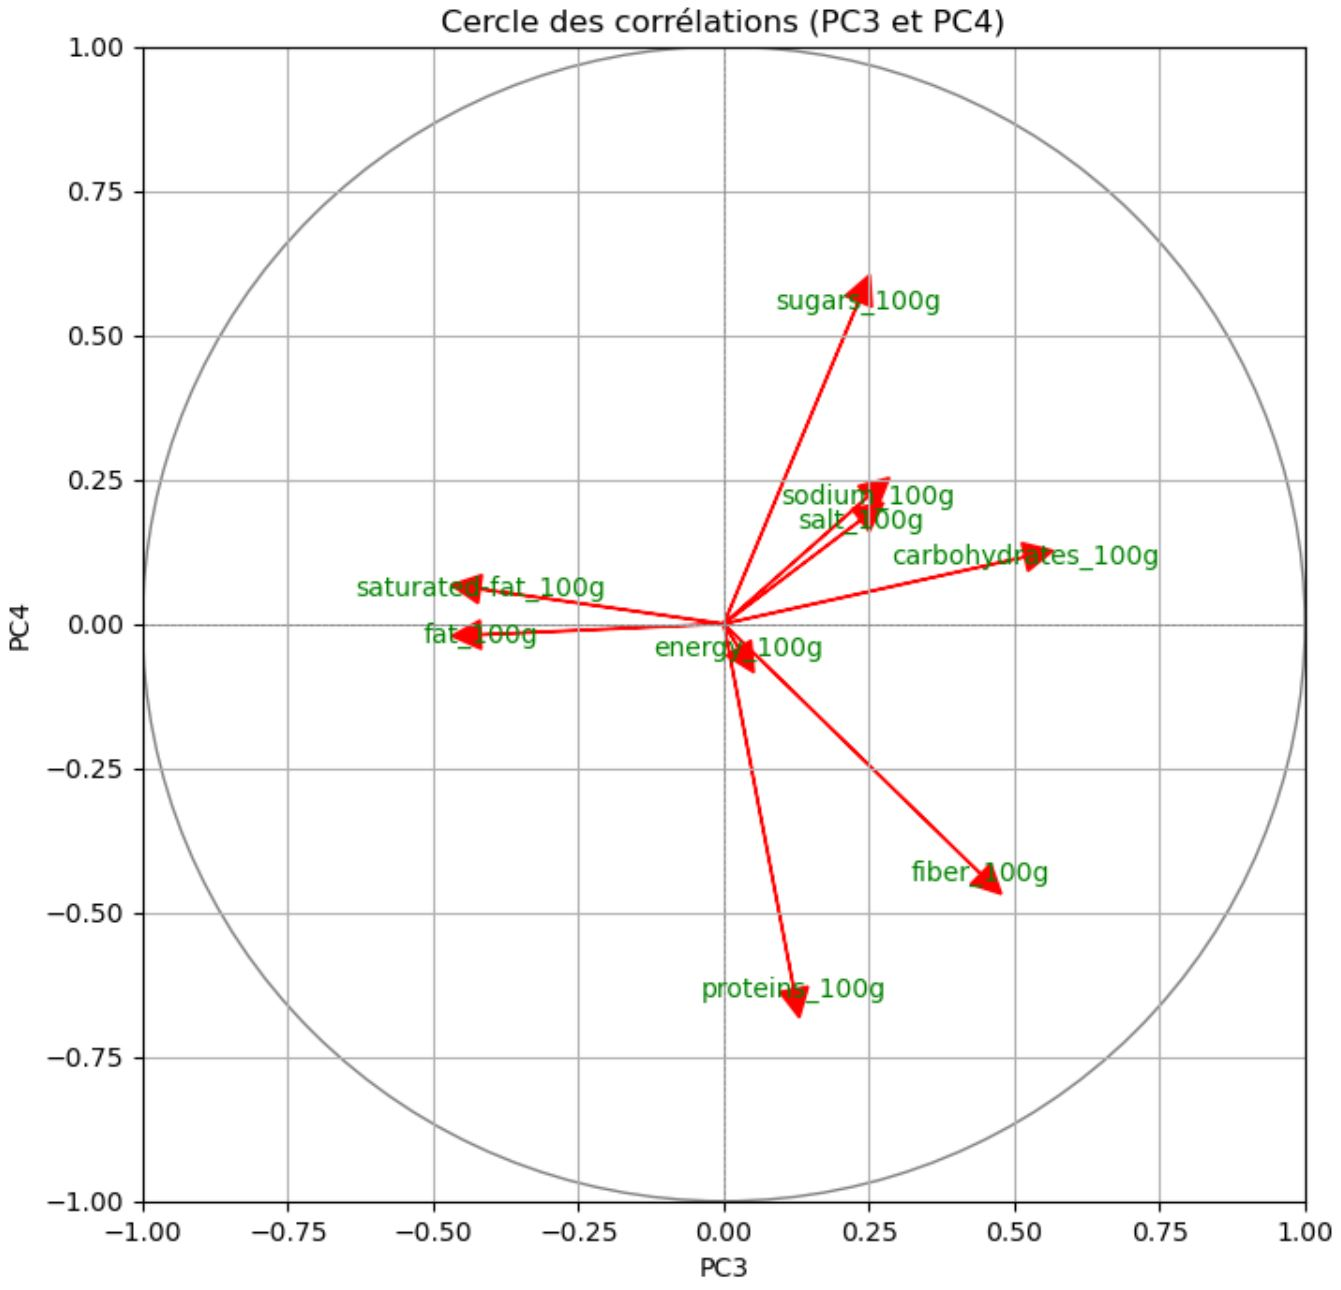 Cercle des corrélations (PC3 et PC4)
1.00
0.75
0.50
0.25
0.00
−0.25
−0.50
−0.75
−1.00
PC4
sugars_100g
sodium_100g
salt_100g
carbohydrates_100g
saturated-fat_100g
fat_100g
energy_100g
fiber_100g
proteins_100g
−1.00 −0.75 −0.50 −0.25 0.00 0.25 0.50 0.75 1.00
PC3